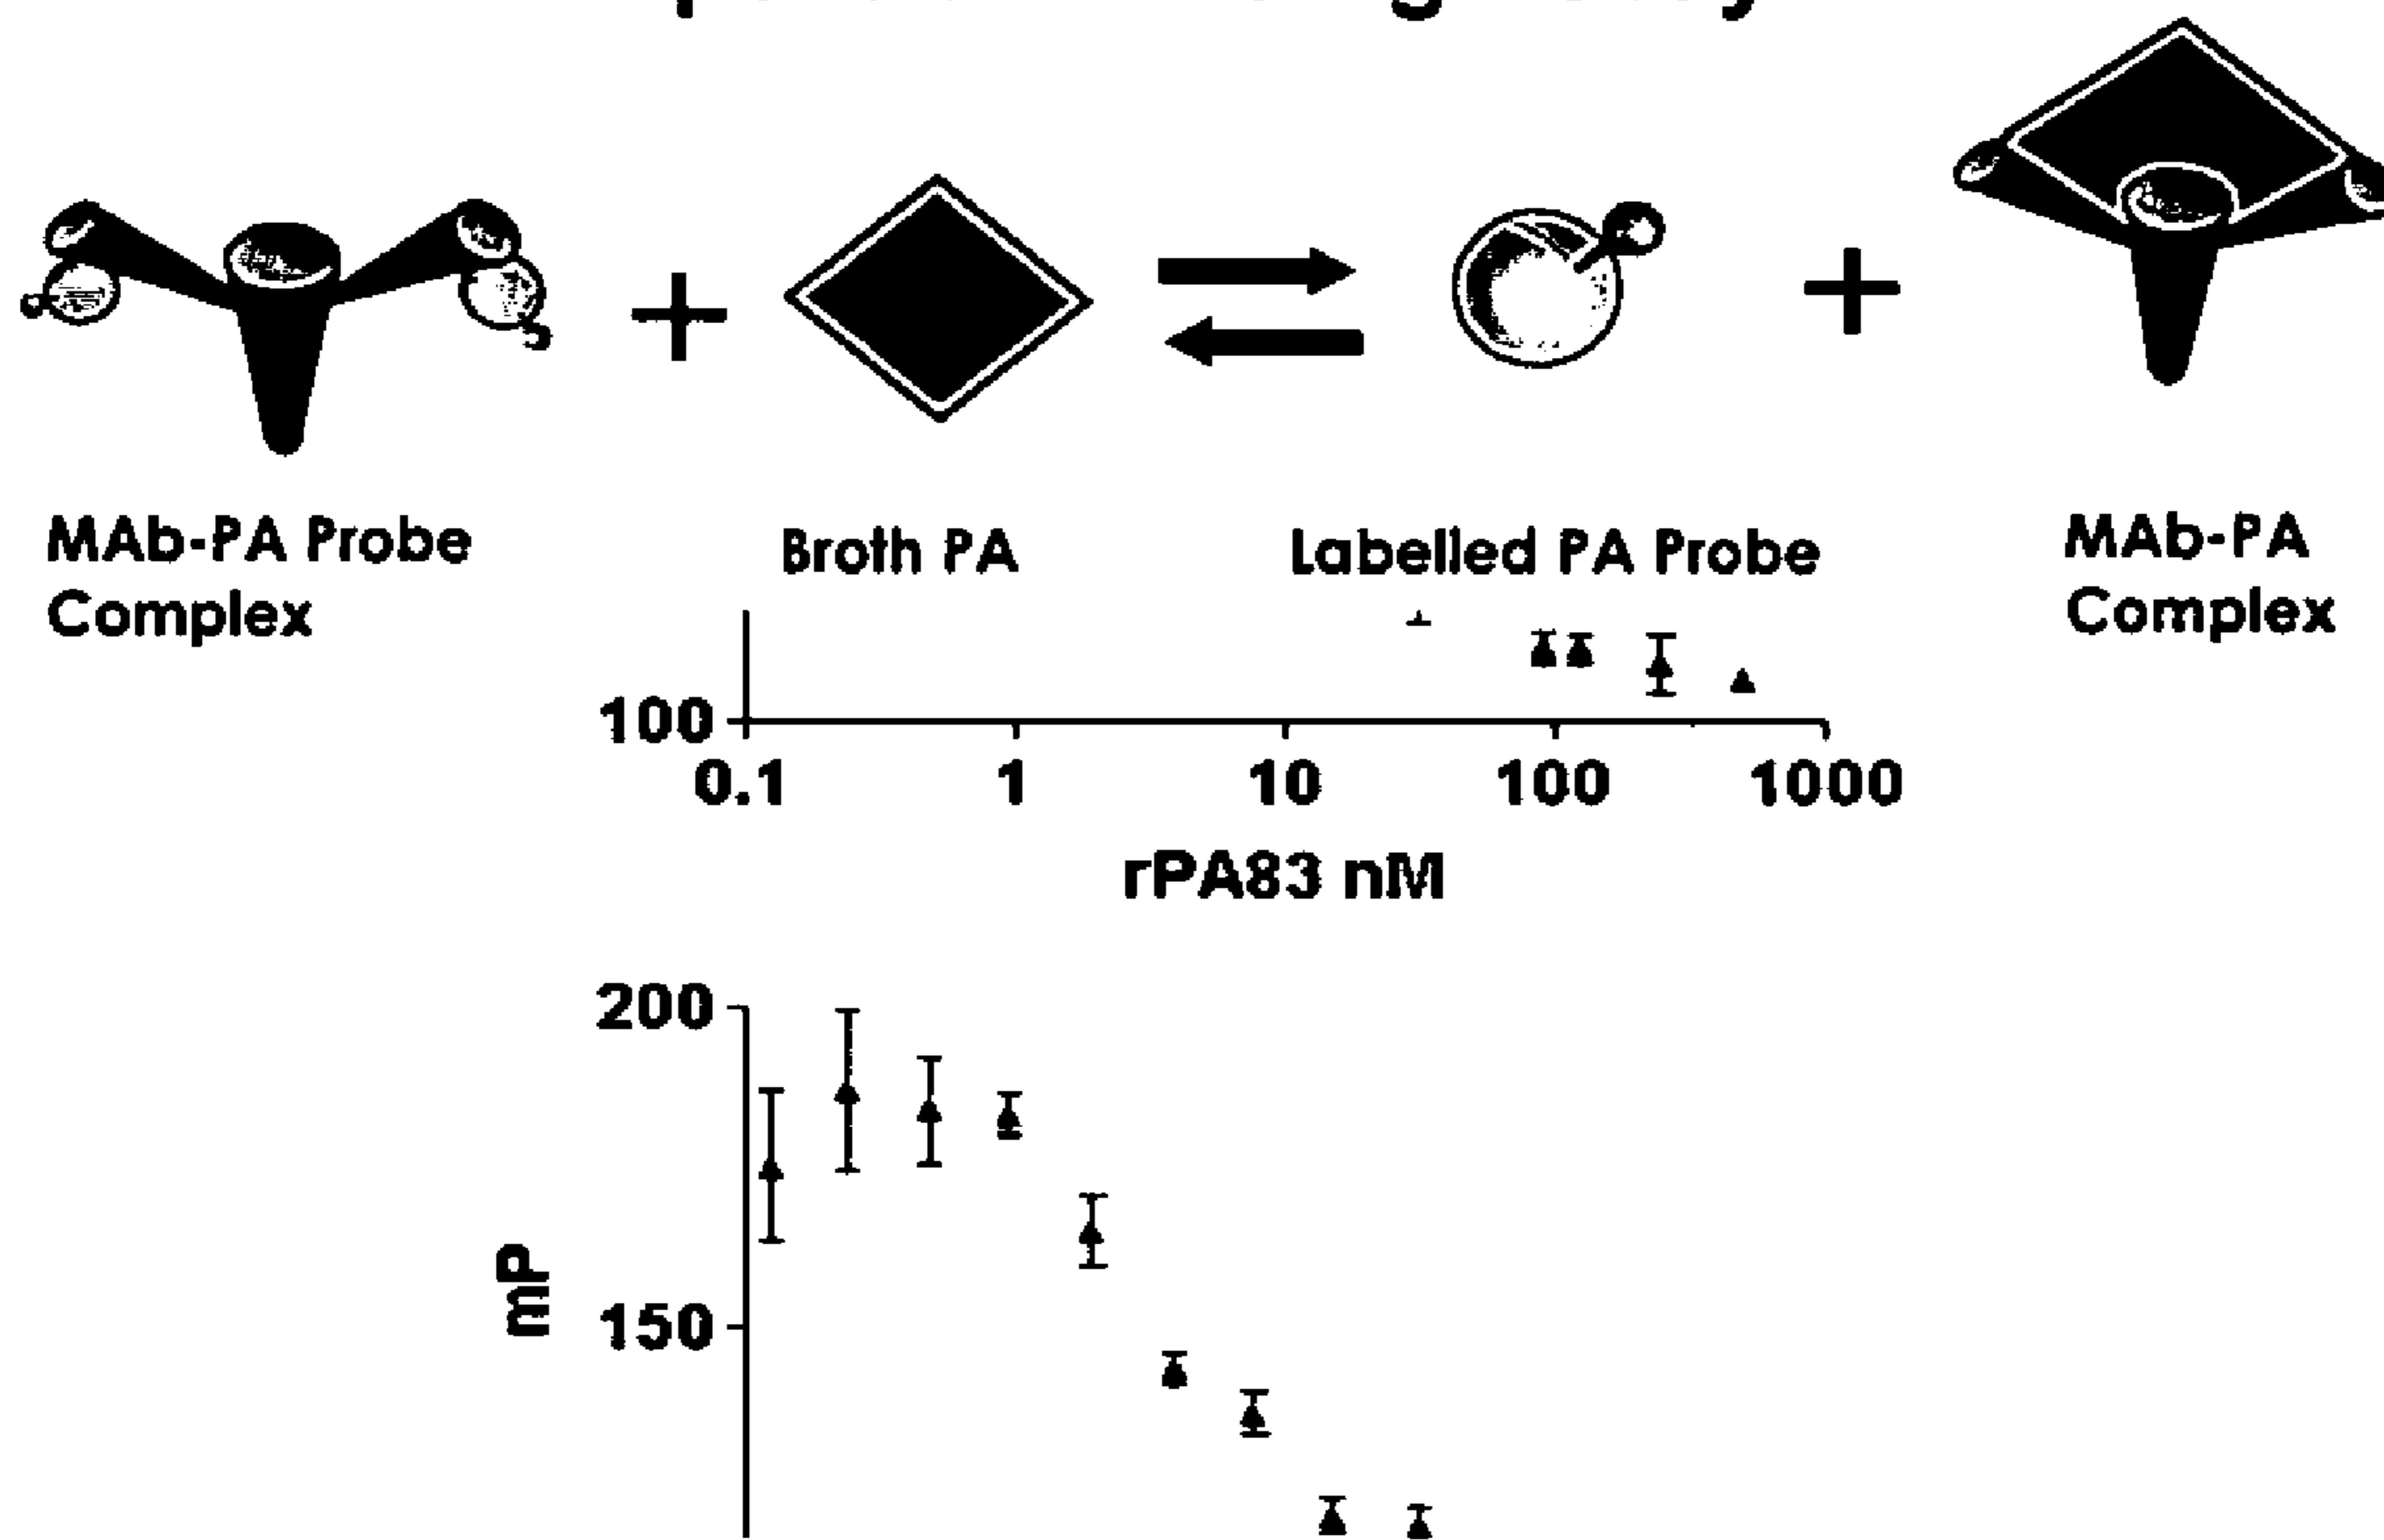 MAb-PA Probe
Complex
Broth PA
Labelled PA Probe
MAb-PA
Complex
100
0.1 1 10 100 1000
rPA83 nM
200
mP
150